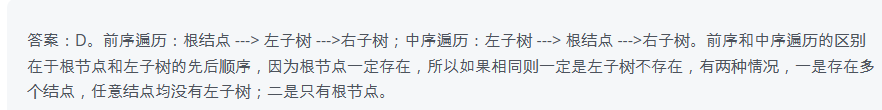 答案：D。前序遍历：根结点 ---> 左子树 --->右子树；中序遍历：左子树 ---> 根结点 --->右子树。前序和中序遍历的区别
在于根节点和左子树的先后顺序，因为根节点一定存在，所以如果相同则一定是左子树不存在，有两种情况，一是存在多
个结点，任意结点均没有左子树；二是只有根节点。